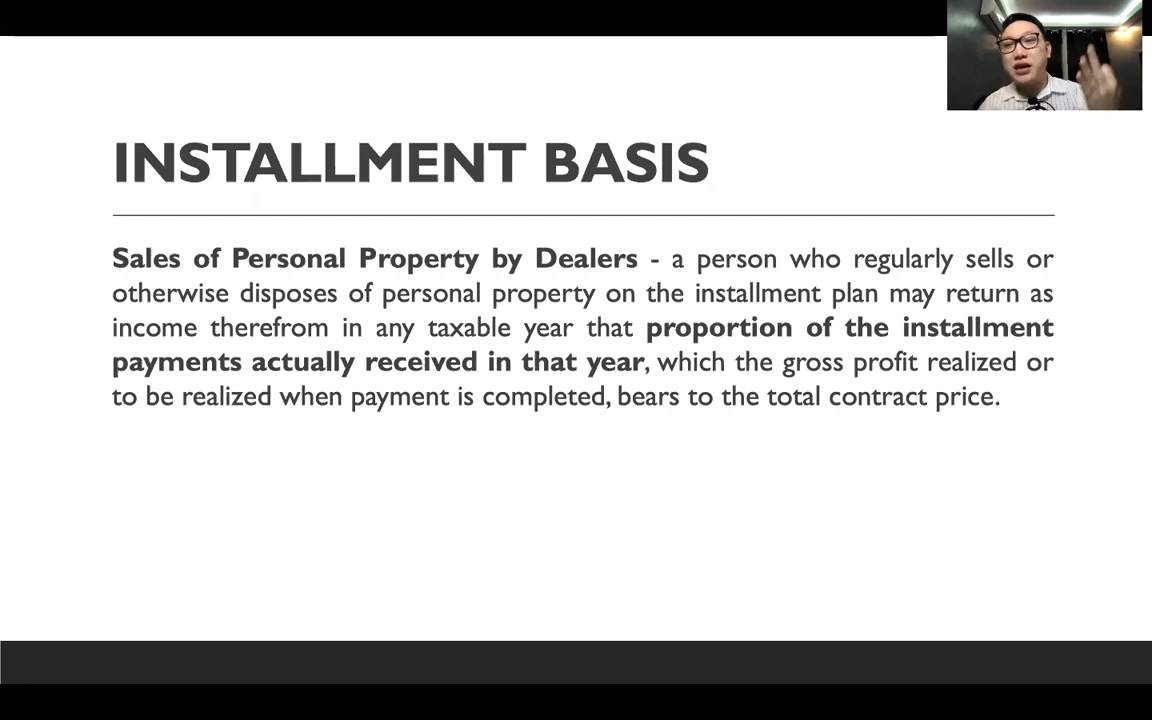 INSTALLMENT BASIS
Sales of Personal Property by Dealers - a person who regularly sells or
otherwise disposes of personal property on the installment plan may return as
income therefrom in any taxable year that proportion of the installment
payments actually received in that year, which the gross profit realized or
to be realized when payment is completed, bears to the total contract price.